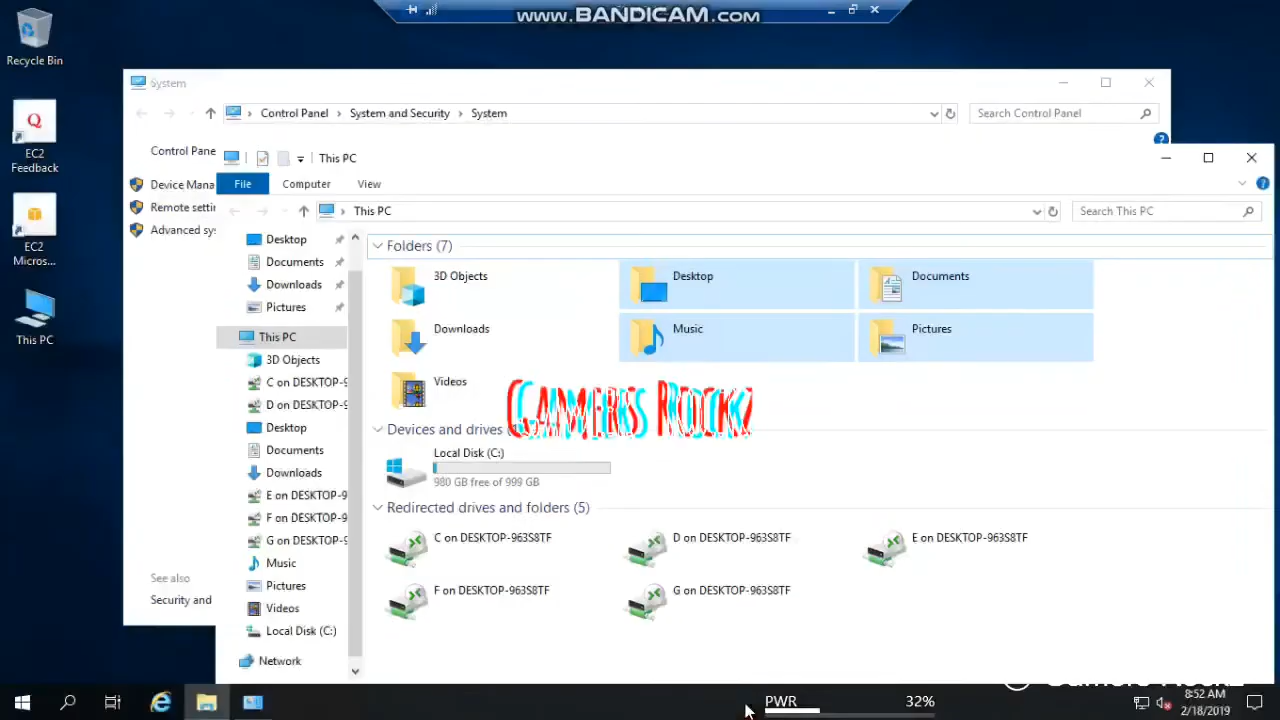 www.BANDICAM.com
Recycle Bin
EC2
Feedback
EC2
Micros...
This PC
System
Control Panel
System and Security
System
Search Control Panel
Control Pane
Device Mana
Remote settin
Advanced sys
See also
Security and
This PC
File
Computer
View
This PC
Search This PC
Desktop
Documents
Downloads
Pictures
This PC
3D Objects
C on DESKTOP-9
D on DESKTOP-9
Desktop
Documents
Downloads
E on DESKTOP-9
F on DESKTOP-9
G on DESKTOP-9
Music
Pictures
Videos
Local Disk (C:)
Network
Folders (7)
3D Objects
Desktop
Documents
Downloads
Music
Pictures
Videos
Gamers Rockz
Devices and drives
Local Disk (C:)
980 GB free of 999 GB
Redirected drives and folders (5)
C on DESKTOP-963S8TF
D on DESKTOP-963S8TF
E on DESKTOP-963S8TF
F on DESKTOP-963S8TF
G on DESKTOP-963S8TF
PWR
32%
8:52 AM
2/18/2019